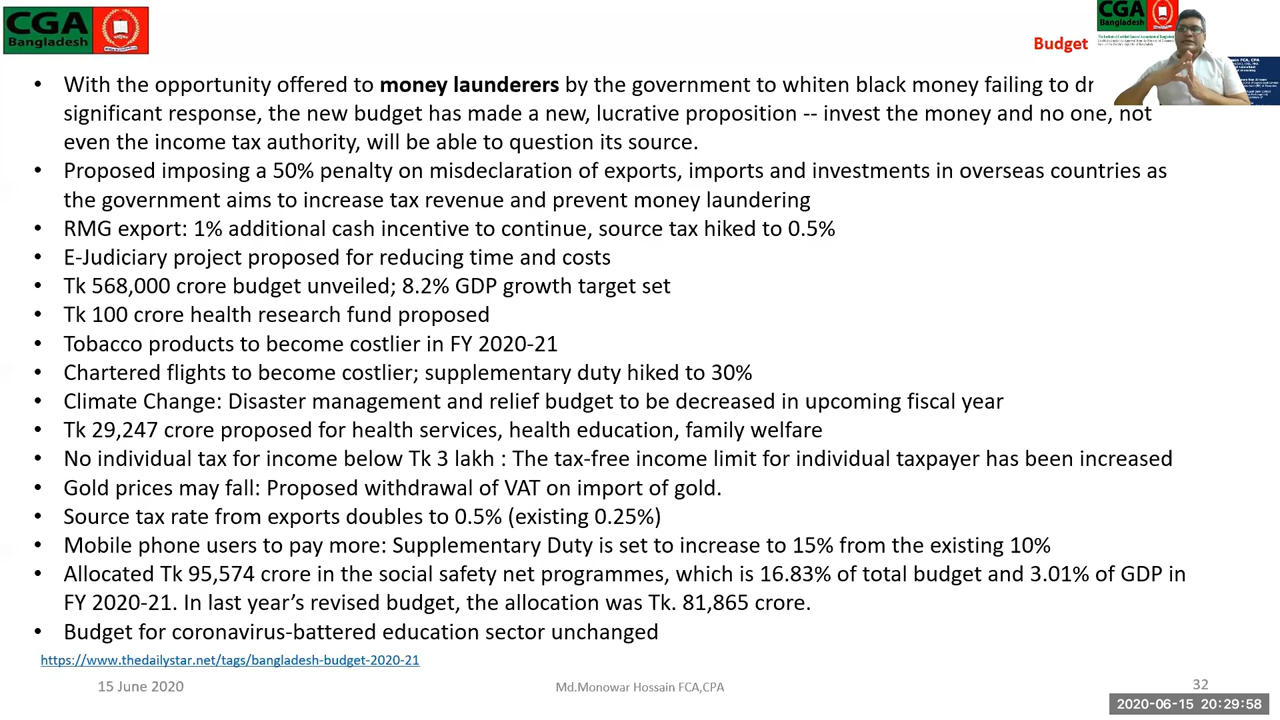 CGA
Bangladesh
CGA
Bangladesh
Budget
• With the opportunity offered to money launderers by the government to whiten black money failing to dr
significant response, the new budget has made a new, lucrative proposition -- invest the money and no one, not
even the income tax authority, will be able to question its source.
• Proposed imposing a 50% penalty on misdeclaration of exports, imports and investments in overseas countries as
the government aims to increase tax revenue and prevent money laundering
• RMG export: 1% additional cash incentive to continue, source tax hiked to 0.5%
• E-Judiciary project proposed for reducing time and costs
• Tk 568,000 crore budget unveiled; 8.2% GDP growth target set
• Tk 100 crore health research fund proposed
• Tobacco products to become costlier in FY 2020-21
• Chartered flights to become costlier; supplementary duty hiked to 30%
• Climate Change: Disaster management and relief budget to be decreased in upcoming fiscal year
• Tk 29,247 crore proposed for health services, health education, family welfare
• No individual tax for income below Tk 3 lakh : The tax-free income limit for individual taxpayer has been increased
• Gold prices may fall: Proposed withdrawal of VAT on import of gold.
• Source tax rate from exports doubles to 0.5% (existing 0.25%)
• Mobile phone users to pay more: Supplementary Duty is set to increase to 15% from the existing 10%
• Allocated Tk 95,574 crore in the social safety net programmes, which is 16.83% of total budget and 3.01% of GDP in
FY 2020-21. In last year’s revised budget, the allocation was Tk. 81,865 crore.
• Budget for coronavirus-battered education sector unchanged
https://www.thedailystar.net/tags/bangladesh-budget-2020-21
15 June 2020
Md.Monowar Hossain FCA,CPA
32
2020-06-15 20:29:58